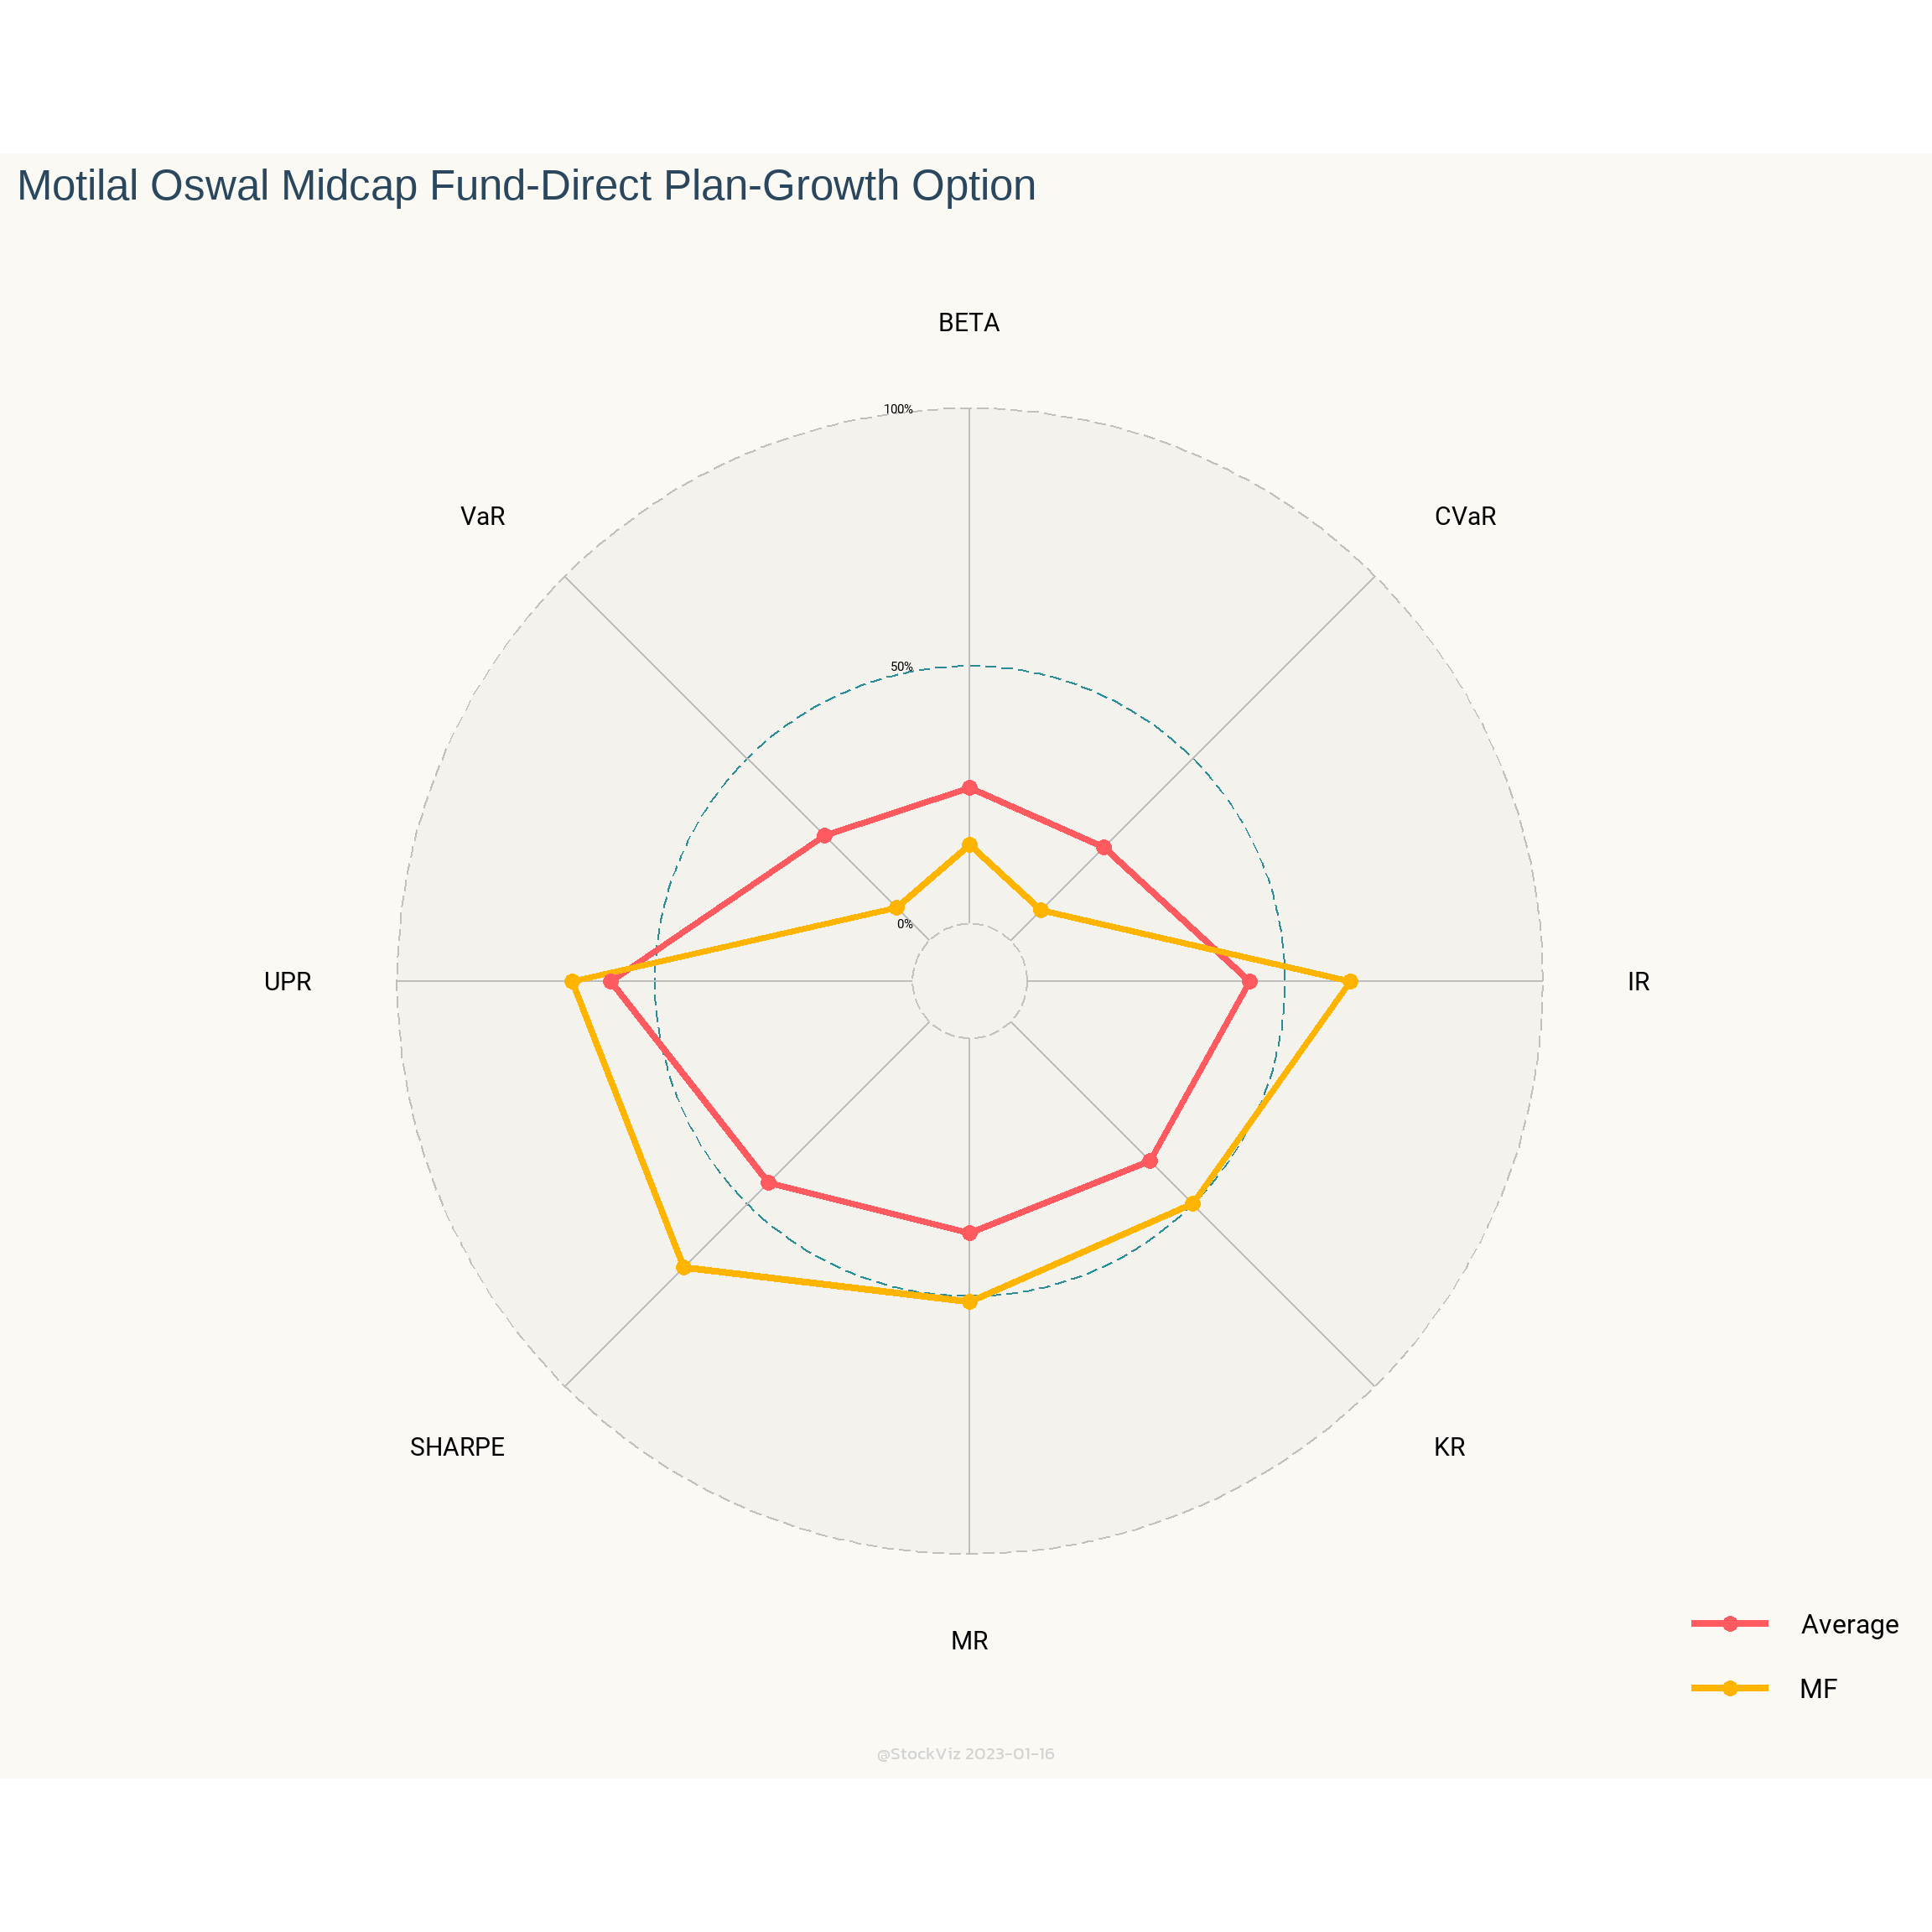 Motilal Oswal Midcap Fund-Direct Plan-Growth Option
BETA
100%
VaR
CVaR
50%
0%
UPR
IR
SHARPE
KR
MR
Average
MF
@StockViz 2023-01-16